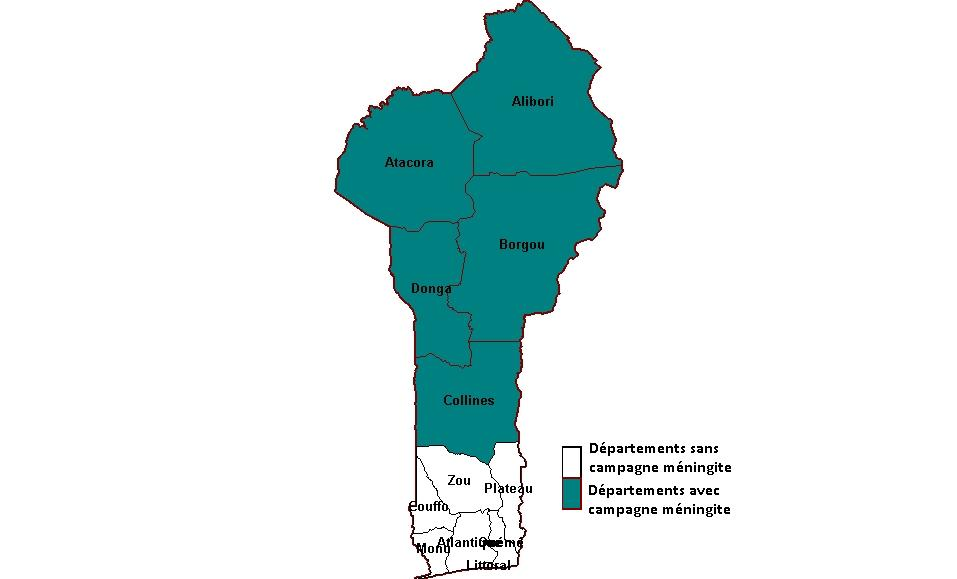 Alibori
Atacora
Borgou
Donga
Collines
Départements sans
campagne méningite
Départements avec
campagne méningite
Zou
Plateau
Couffo
Atlantique
Mono
Littoral